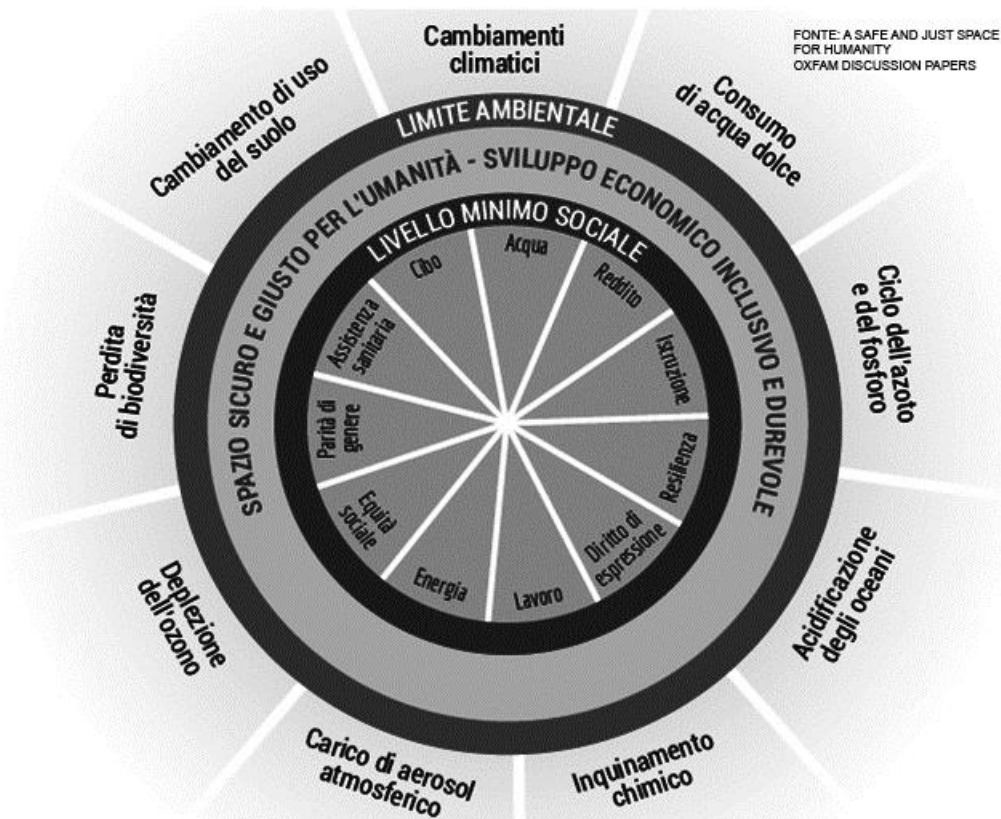 FONTE: A SAFE AND JUST SPACE
FOR HUMANITY
OXFAM DISCUSSION PAPERS
Cambiamenti
climatici
Consumo
di acqua dolce
Ciclo dell'azoto
e del fosforo
Acidificazione
degli oceani
Inquinamento
chimico
Carico di aerosol
atmosferico
Deplezione
dell'ozono
Perdita
di biodiversità
Cambiamento di uso
del suolo
LIMITE AMBIENTALE
SPAZIO SICURO E GIUSTO PER L'UMANITÀ - SVILUPPO ECONOMICO INCLUSIVO E DUREVOLE
LIVELLO MINIMO SOCIALE
Acqua
Reddito
Istruzione
Resilienza
Diritto di
espressione
Lavoro
Energia
Equità
sociale
Parità di
genere
Assistenza
sanitaria
Cibo